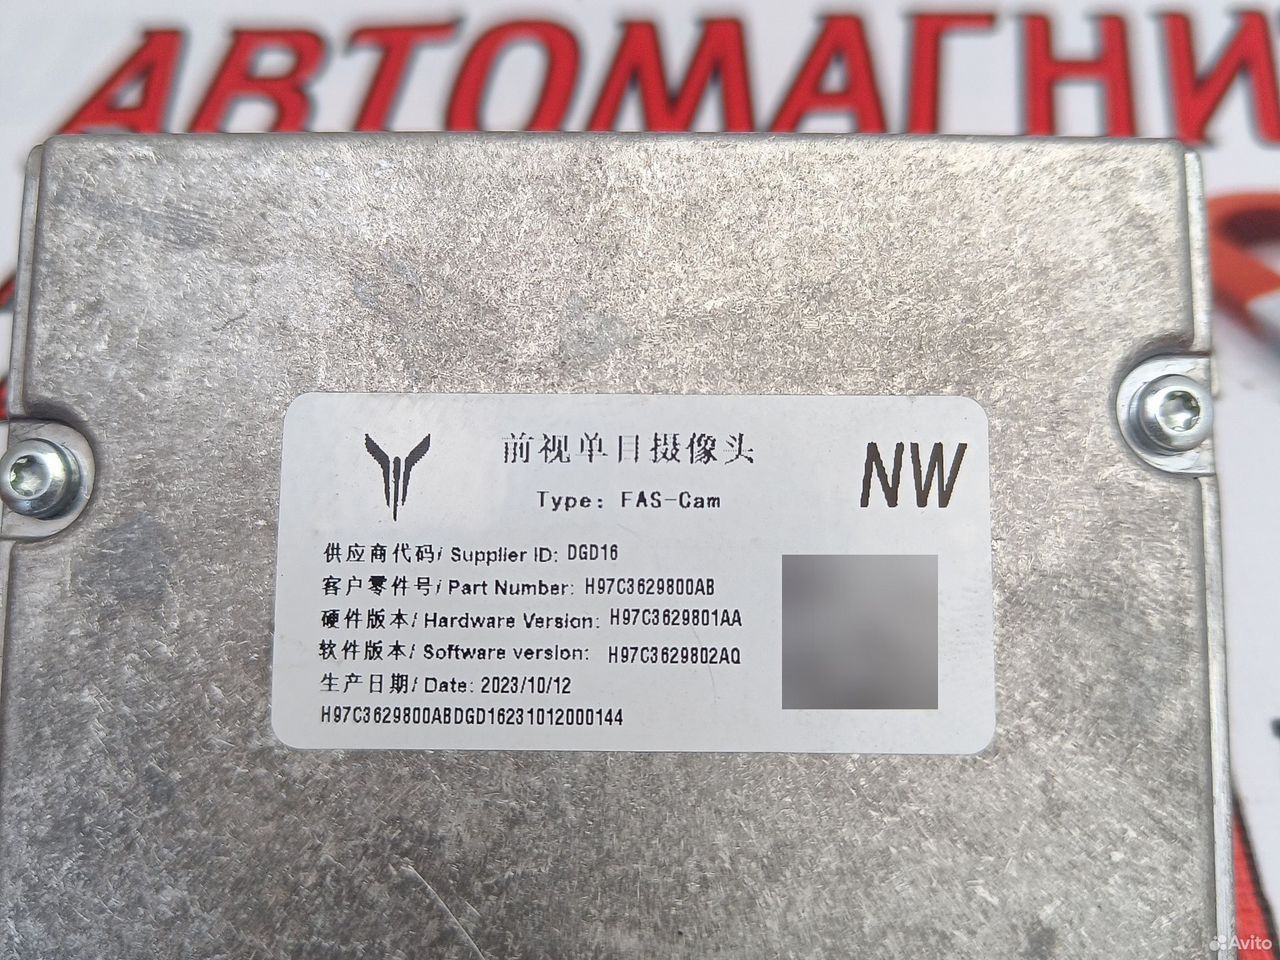 АВТОМАГНИ
前视单目摄像头
Type: FAS-Cam
NW
供应商代码/ Supplier ID: DGD16
客户零件号/ Part Number: H97C3629800AB
硬件版本/ Hardware Version: H97C3629801AA
软件版本/ Software version: H97C3629802AQ
生产日期/ Date: 2023/10/12
H97C3629800ABDGD16231012000144
Avito